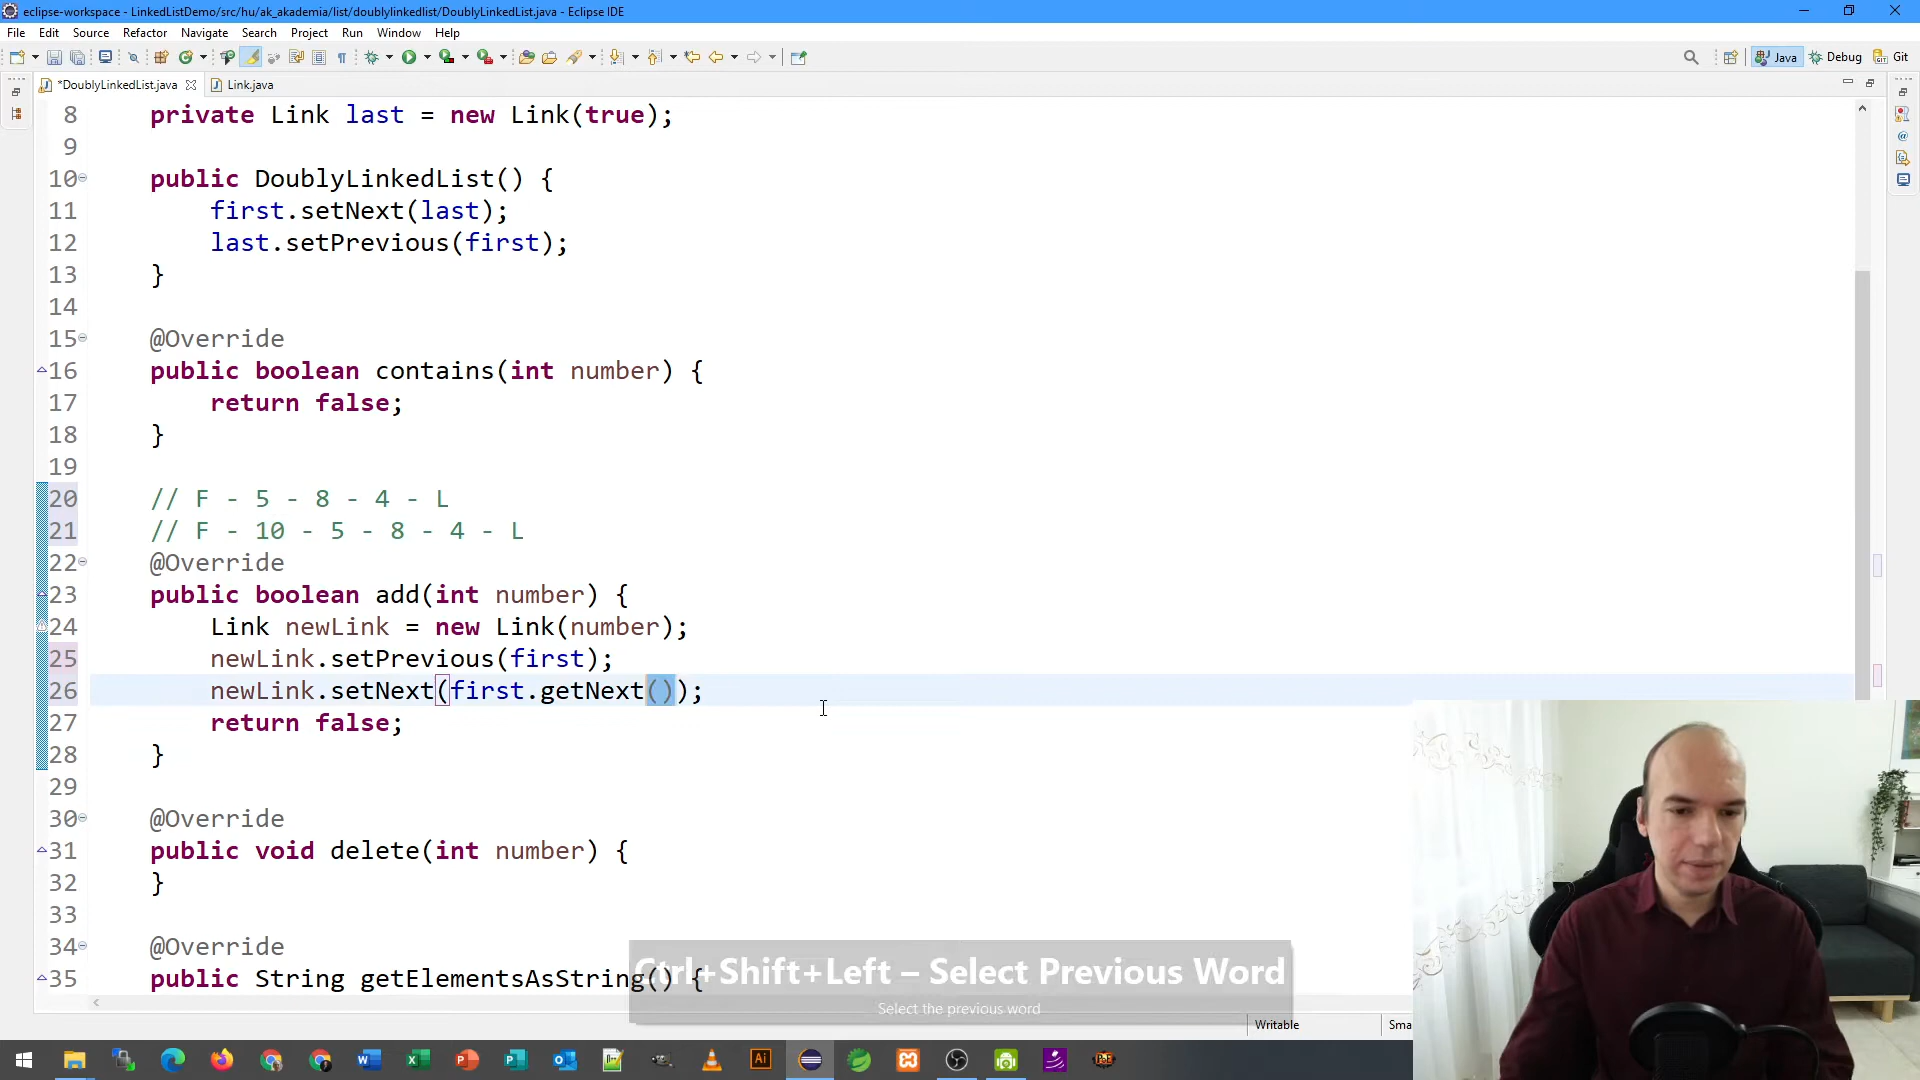 eclipse-workspace - LinkedListDemo/src/hu/ak_akademia/list/doublylinkedlist/DoublyLinkedList.java - Eclipse IDE
File Edit Source Refactor Navigate Search Project Run Window Help
Java Debug Git
*DoublyLinkedList.java Link.java
8 private Link last = new Link(true);
9
10 public DoublyLinkedList() {
11 first.setNext(last);
12 last.setPrevious(first);
13 }
14
15 @Override
16 public boolean contains(int number) {
17 return false;
18 }
19
20 // F - 5 - 8 - 4 - L
21 // F - 10 - 5 - 8 - 4 - L
22 @Override
23 public boolean add(int number) {
24 Link newLink = new Link(number);
25 newLink.setPrevious(first);
26 newLink.setNext(first.getNext());
27 return false;
28 }
29
30 @Override
31 public void delete(int number) {
32 }
33
34 @Override
35 public String getElementsAsString() {
Ctrl+Shift+Left – Select Previous Word
Select the previous word
Writable Sma